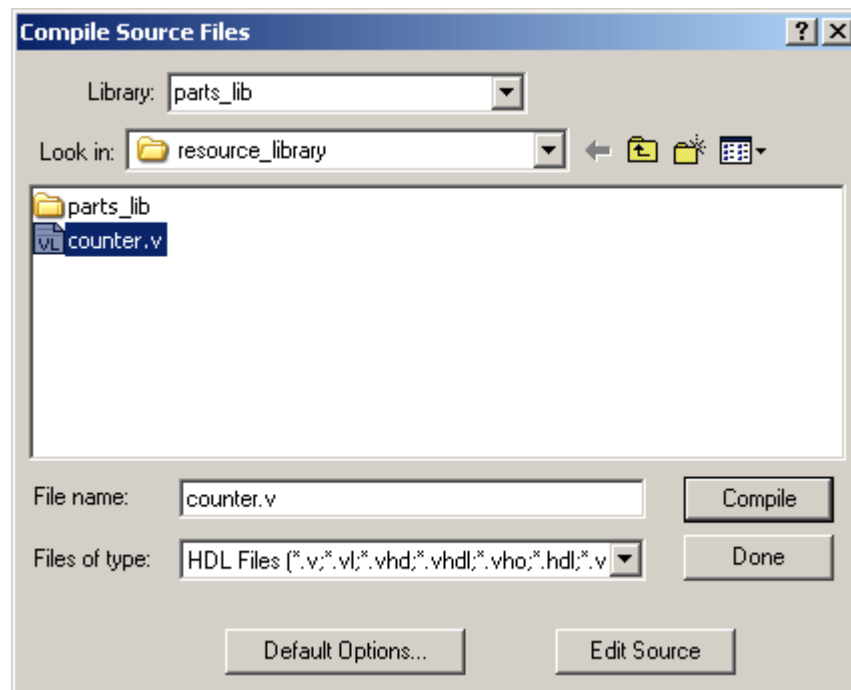 Compile Source Files
Library: parts_lib
Look in: resource_library
parts_lib
VL counter.v
File name: counter.v Compile
Files of type: HDL Files (*.v;*.vl;*.vhd;*.vhdl;*.vho;*.hdl;*.v Done
Default Options... Edit Source